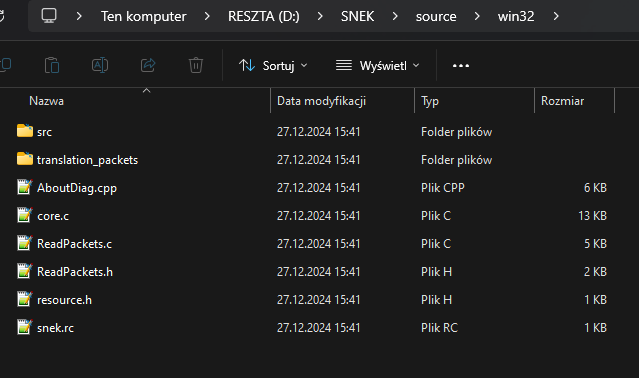 Ten komputer > RESZTA (D:) > SNEK > source > win32 >
Sortuj Wyświetl
Nazwa Data modyfikacji Typ Rozmiar
src 27.12.2024 15:41 Folder plików
translation_packets 27.12.2024 15:41 Folder plików
AboutDiag.cpp 27.12.2024 15:41 Plik CPP 6 KB
core.c 27.12.2024 15:41 Plik C 13 KB
ReadPackets.c 27.12.2024 15:41 Plik C 5 KB
ReadPackets.h 27.12.2024 15:41 Plik H 2 KB
resource.h 27.12.2024 15:41 Plik H 1 KB
snek.rc 27.12.2024 15:41 Plik RC 1 KB